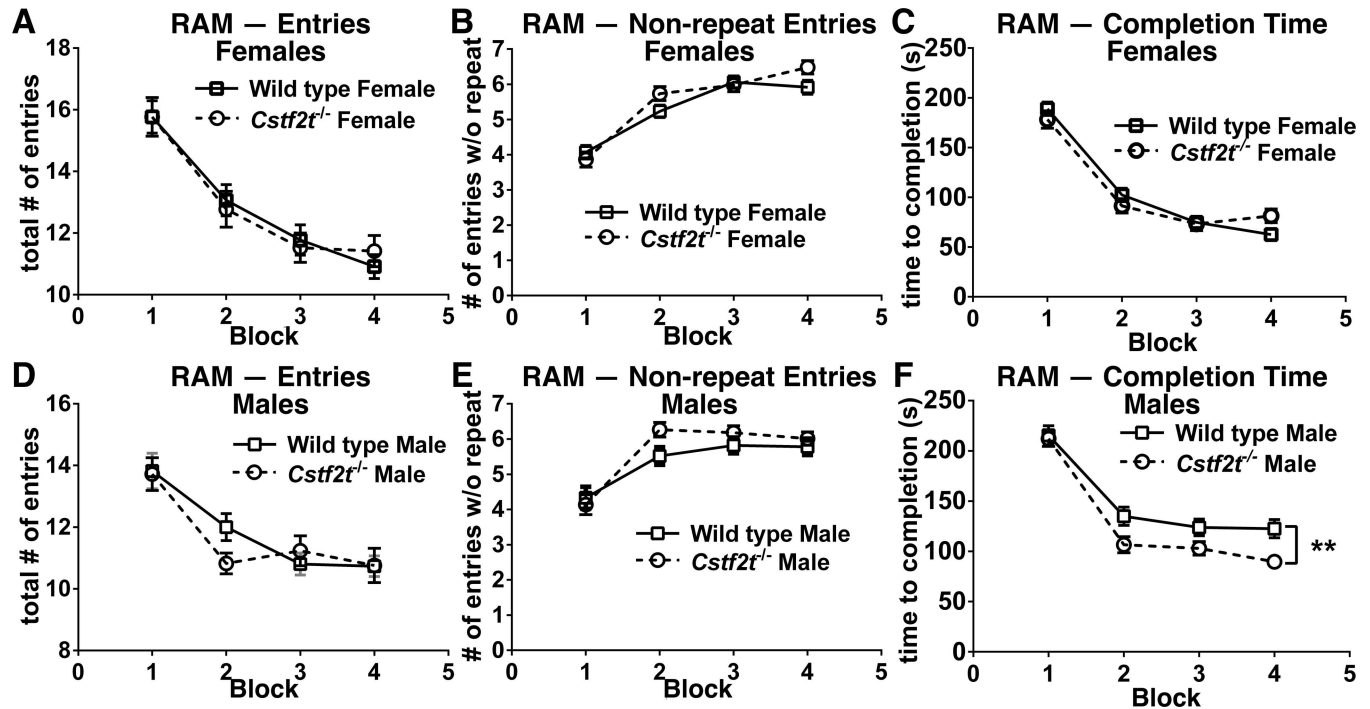 A
RAM — Entries
Females
total # of entries
18
16
14
12
10
Wild type Female
Cstf2t-/- Female
0
1
2
3
4
5
Block
B
RAM — Non-repeat Entries
Females
# of entries w/o repeat
7
6
5
4
3
2
1
0
Wild type Female
Cstf2t-/- Female
0
1
2
3
4
5
Block
C
RAM — Completion Time
Females
time to completion (s)
250
200
150
100
50
0
Wild type Female
Cstf2t-/- Female
0
1
2
3
4
5
Block
D
RAM — Entries
Males
total # of entries
16
14
12
10
8
Wild type Male
Cstf2t-/- Male
0
1
2
3
4
5
Block
E
RAM — Non-repeat Entries
Males
# of entries w/o repeat
7
6
5
4
3
2
1
0
Wild type Male
Cstf2t-/- Male
0
1
2
3
4
5
Block
F
RAM — Completion Time
Males
time to completion (s)
250
200
150
100
50
0
Wild type Male
Cstf2t-/- Male
**
0
1
2
3
4
5
Block